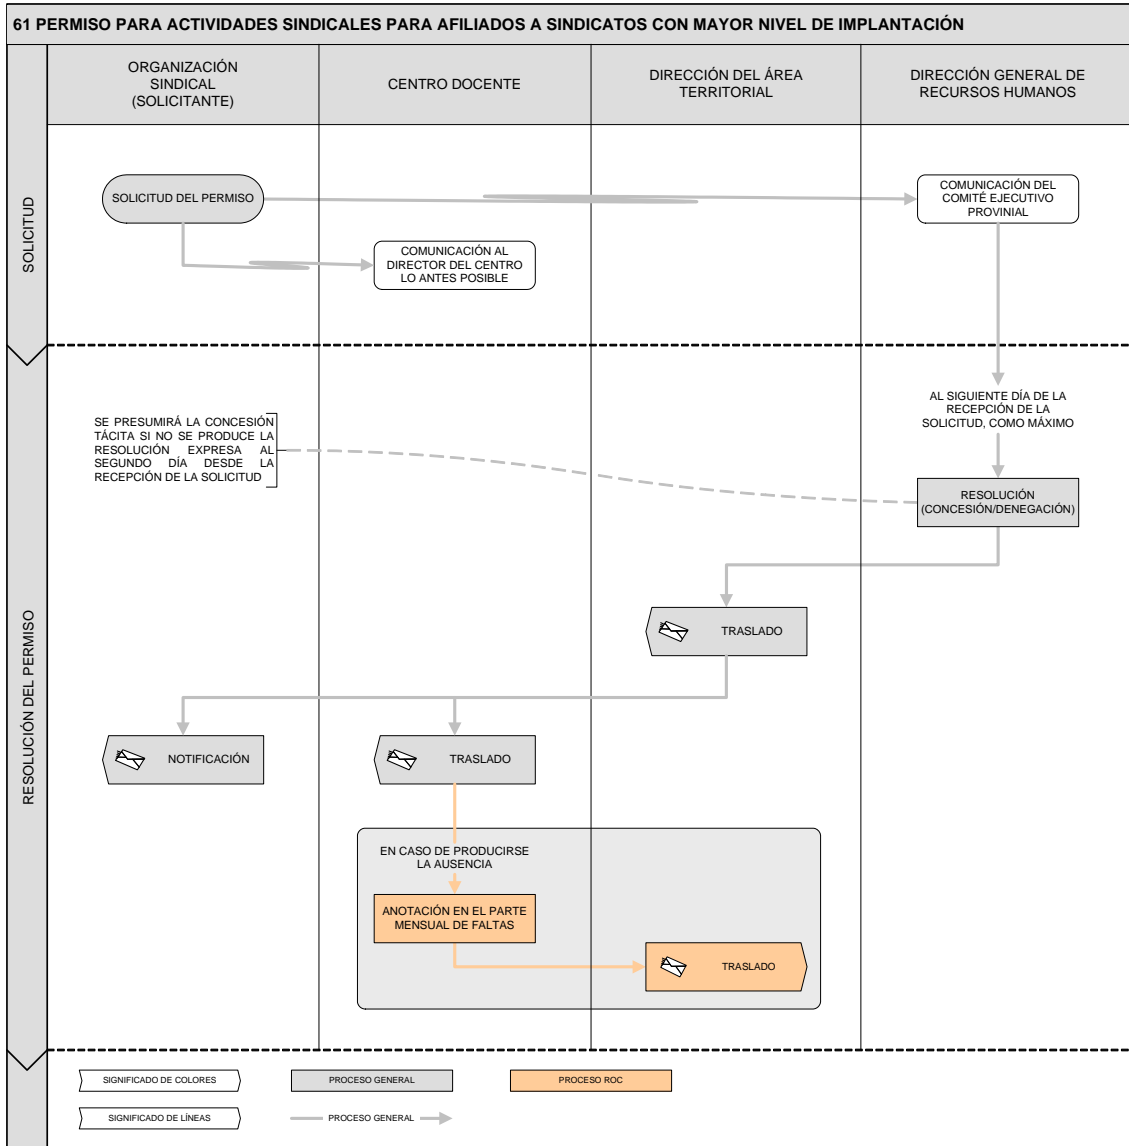 61 PERMISO PARA ACTIVIDADES SINDICALES PARA AFILIADOS A SINDICATOS CON MAYOR NIVEL DE IMPLANTACIÓN
ORGANIZACIÓN
SINDICAL
(SOLICITANTE)
CENTRO DOCENTE
DIRECCIÓN DEL ÁREA
TERRITORIAL
DIRECCIÓN GENERAL DE
RECURSOS HUMANOS
SOLICITUD
SOLICITUD DEL PERMISO
COMUNICACIÓN DEL
COMITÉ EJECUTIVO
PROVINIAL
COMUNICACIÓN AL
DIRECTOR DEL CENTRO
LO ANTES POSIBLE
RESOLUCIÓN DEL PERMISO
AL SIGUIENTE DÍA DE LA
RECEPCIÓN DE LA
SOLICITUD, COMO MÁXIMO
SE PRESUMIRÁ LA CONCESIÓN
TÁCITA SI NO SE PRODUCE LA
RESOLUCIÓN EXPRESA AL
SEGUNDO DÍA DESDE LA
RECEPCIÓN DE LA SOLICITUD
RESOLUCIÓN
(CONCESIÓN/DENEGACIÓN)
TRASLADO
NOTIFICACIÓN
TRASLADO
EN CASO DE PRODUCIRSE
LA AUSENCIA
ANOTACIÓN EN EL PARTE
MENSUAL DE FALTAS
TRASLADO
SIGNIFICADO DE COLORES
PROCESO GENERAL
PROCESO ROC
SIGNIFICADO DE LÍNEAS
PROCESO GENERAL